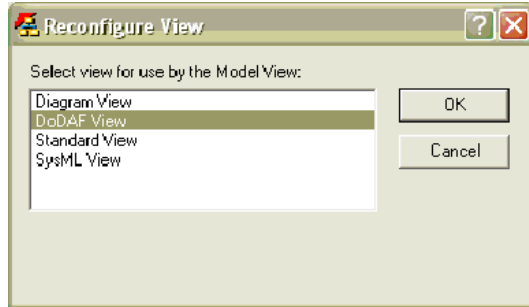 Reconfigure View
Select view for use by the Model View:
Diagram View
DoDAF View
Standard View
SysML View
OK
Cancel